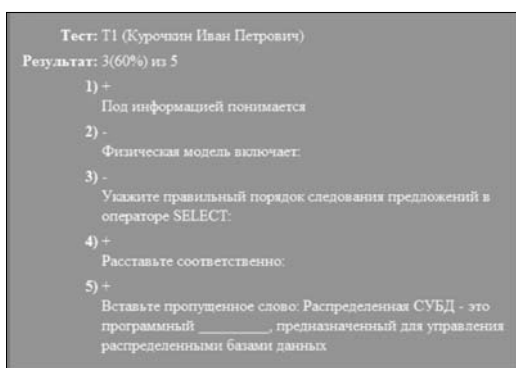 Тест: Т1 (Курочкин Иван Петрович)
Результат: 3(60%) из 5
1) +
Под информацией понимается
2) -
Физическая модель включает:
3) -
Укажите правильный порядок следования предложений в
операторе SELECT:
4) +
Расставьте соответственно:
5) +
Вставьте пропущенное слово: Распределенная СУБД - это
программный _________, предназначенный для управления
распределенными базами данных